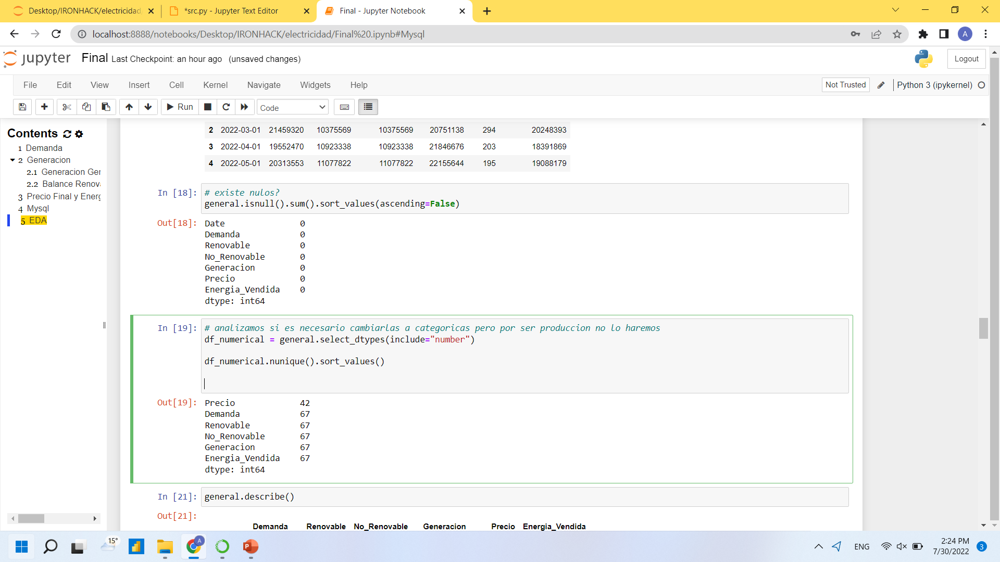 Desktop/IRONHACK/electricidad
*src.py - Jupyter Text Editor
Final - Jupyter Notebook
localhost:8888/notebooks/Desktop/IRONHACK/electricidad/Final%20.ipynb#Mysql
A
jupyter Final Last Checkpoint: an hour ago (unsaved changes)
Logout
File Edit View Insert Cell Kernel Navigate Widgets Help
Not Trusted
Python 3 (ipykernel)
Run
Code
Contents
1 Demanda
2 Generacion
2.1 Generacion Ger
2.2 Balance Renov
3 Precio Final y Energ
4 Mysql
5 EDA
2 2022-03-01 21459320 10375569 10375569 20751138 294 20248393
3 2022-04-01 19552470 10923338 10923338 21846676 203 18391869
4 2022-05-01 20313553 11077822 11077822 22155644 195 19088179
In [18]: # existe nulos?
general.isnull().sum().sort_values(ascending=False)
Out[18]: Date 0
Demanda 0
Renovable 0
No_Renovable 0
Generacion 0
Precio 0
Energia_Vendida 0
dtype: int64
In [19]: # analizamos si es necesario cambiarlas a categoricas pero por ser produccion no lo haremos
df_numerical = general.select_dtypes(include="number")
df_numerical.nunique().sort_values()
Out[19]: Precio 42
Demanda 67
Renovable 67
No_Renovable 67
Generacion 67
Energia_Vendida 67
dtype: int64
In [21]: general.describe()
Out[21]:
Demanda Renovable No_Renovable Generacion Precio Energia_Vendida
15°
A
P
ENG
2:24 PM
7/30/2022
3